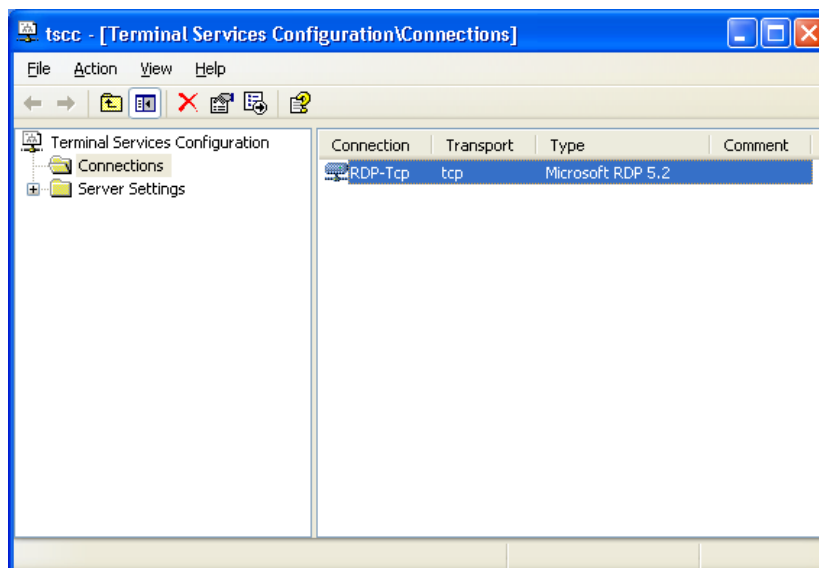 tscc - [Terminal Services Configuration\Connections]
File Action View Help
Terminal Services Configuration
Connections
Server Settings
Connection Transport Type Comment
RDP-Tcp tcp Microsoft RDP 5.2